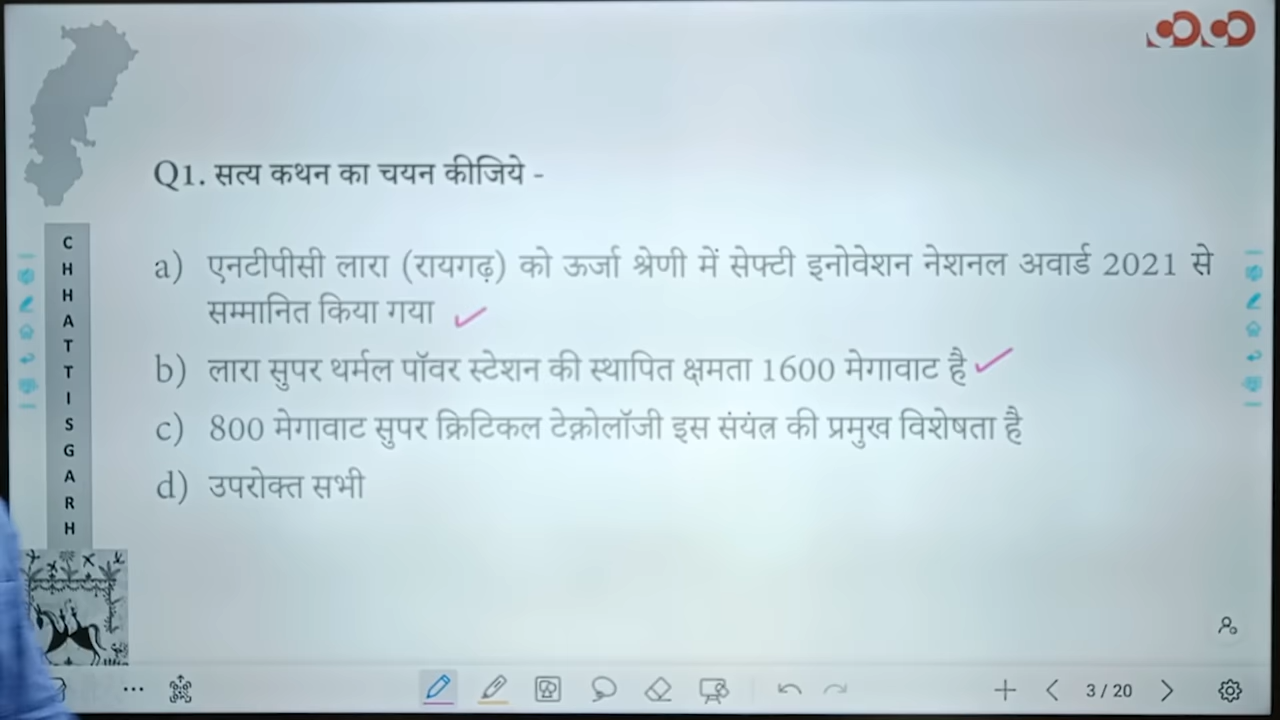 Q1. सत्य कथन का चयन कीजिये -
a) एनटीपीसी लारा (रायगढ़) को ऊर्जा श्रेणी में सेफ्टी इनोवेशन नेशनल अवार्ड 2021 से
सम्मानित किया गया
b) लारा सुपर थर्मल पॉवर स्टेशन की स्थापित क्षमता 1600 मेगावाट है
c) 800 मेगावाट सुपर क्रिटिकल टेक्नोलॉजी इस संयंत्र की प्रमुख विशेषता है
d) उपरोक्त सभी
CHHATTISGARH
3 / 20